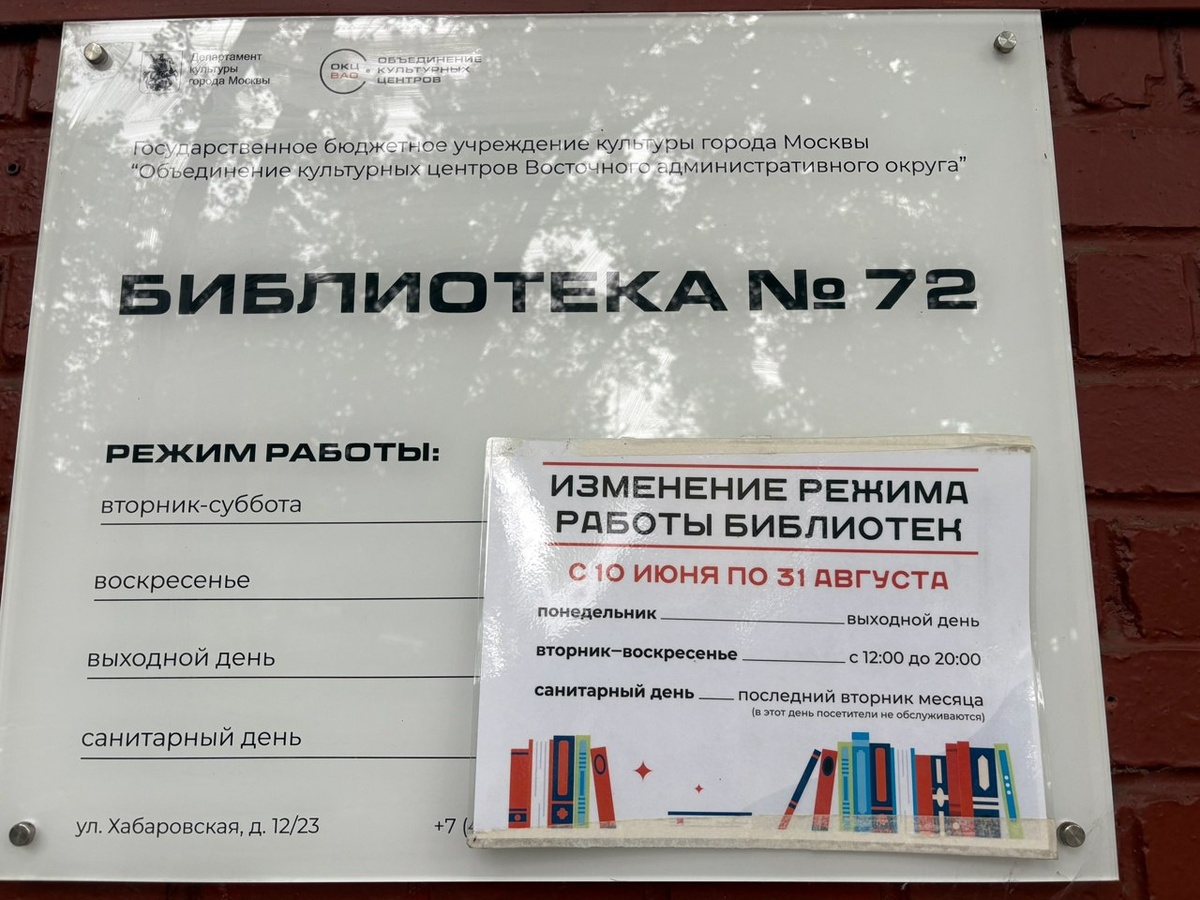 Департамент
культуры
города Москвы
ОКЦ
ВАО
ОБЪЕДИНЕНИЕ
КУЛЬТУРНЫХ
ЦЕНТРОВ
Государственное бюджетное учреждение культуры города Москвы
“Объединение культурных центров Восточного административного округа”
БИБЛИОТЕКА № 72
РЕЖИМ РАБОТЫ:
вторник-суббота
воскресенье
выходной день
санитарный день
ул. Хабаровская, д. 12/23
+7 (4
ИЗМЕНЕНИЕ РЕЖИМА
РАБОТЫ БИБЛИОТЕК
С 10 ИЮНЯ ПО 31 АВГУСТА
понедельник выходной день
вторник–воскресенье с 12:00 до 20:00
санитарный день последний вторник месяца
(в этот день посетители не обслуживаются)